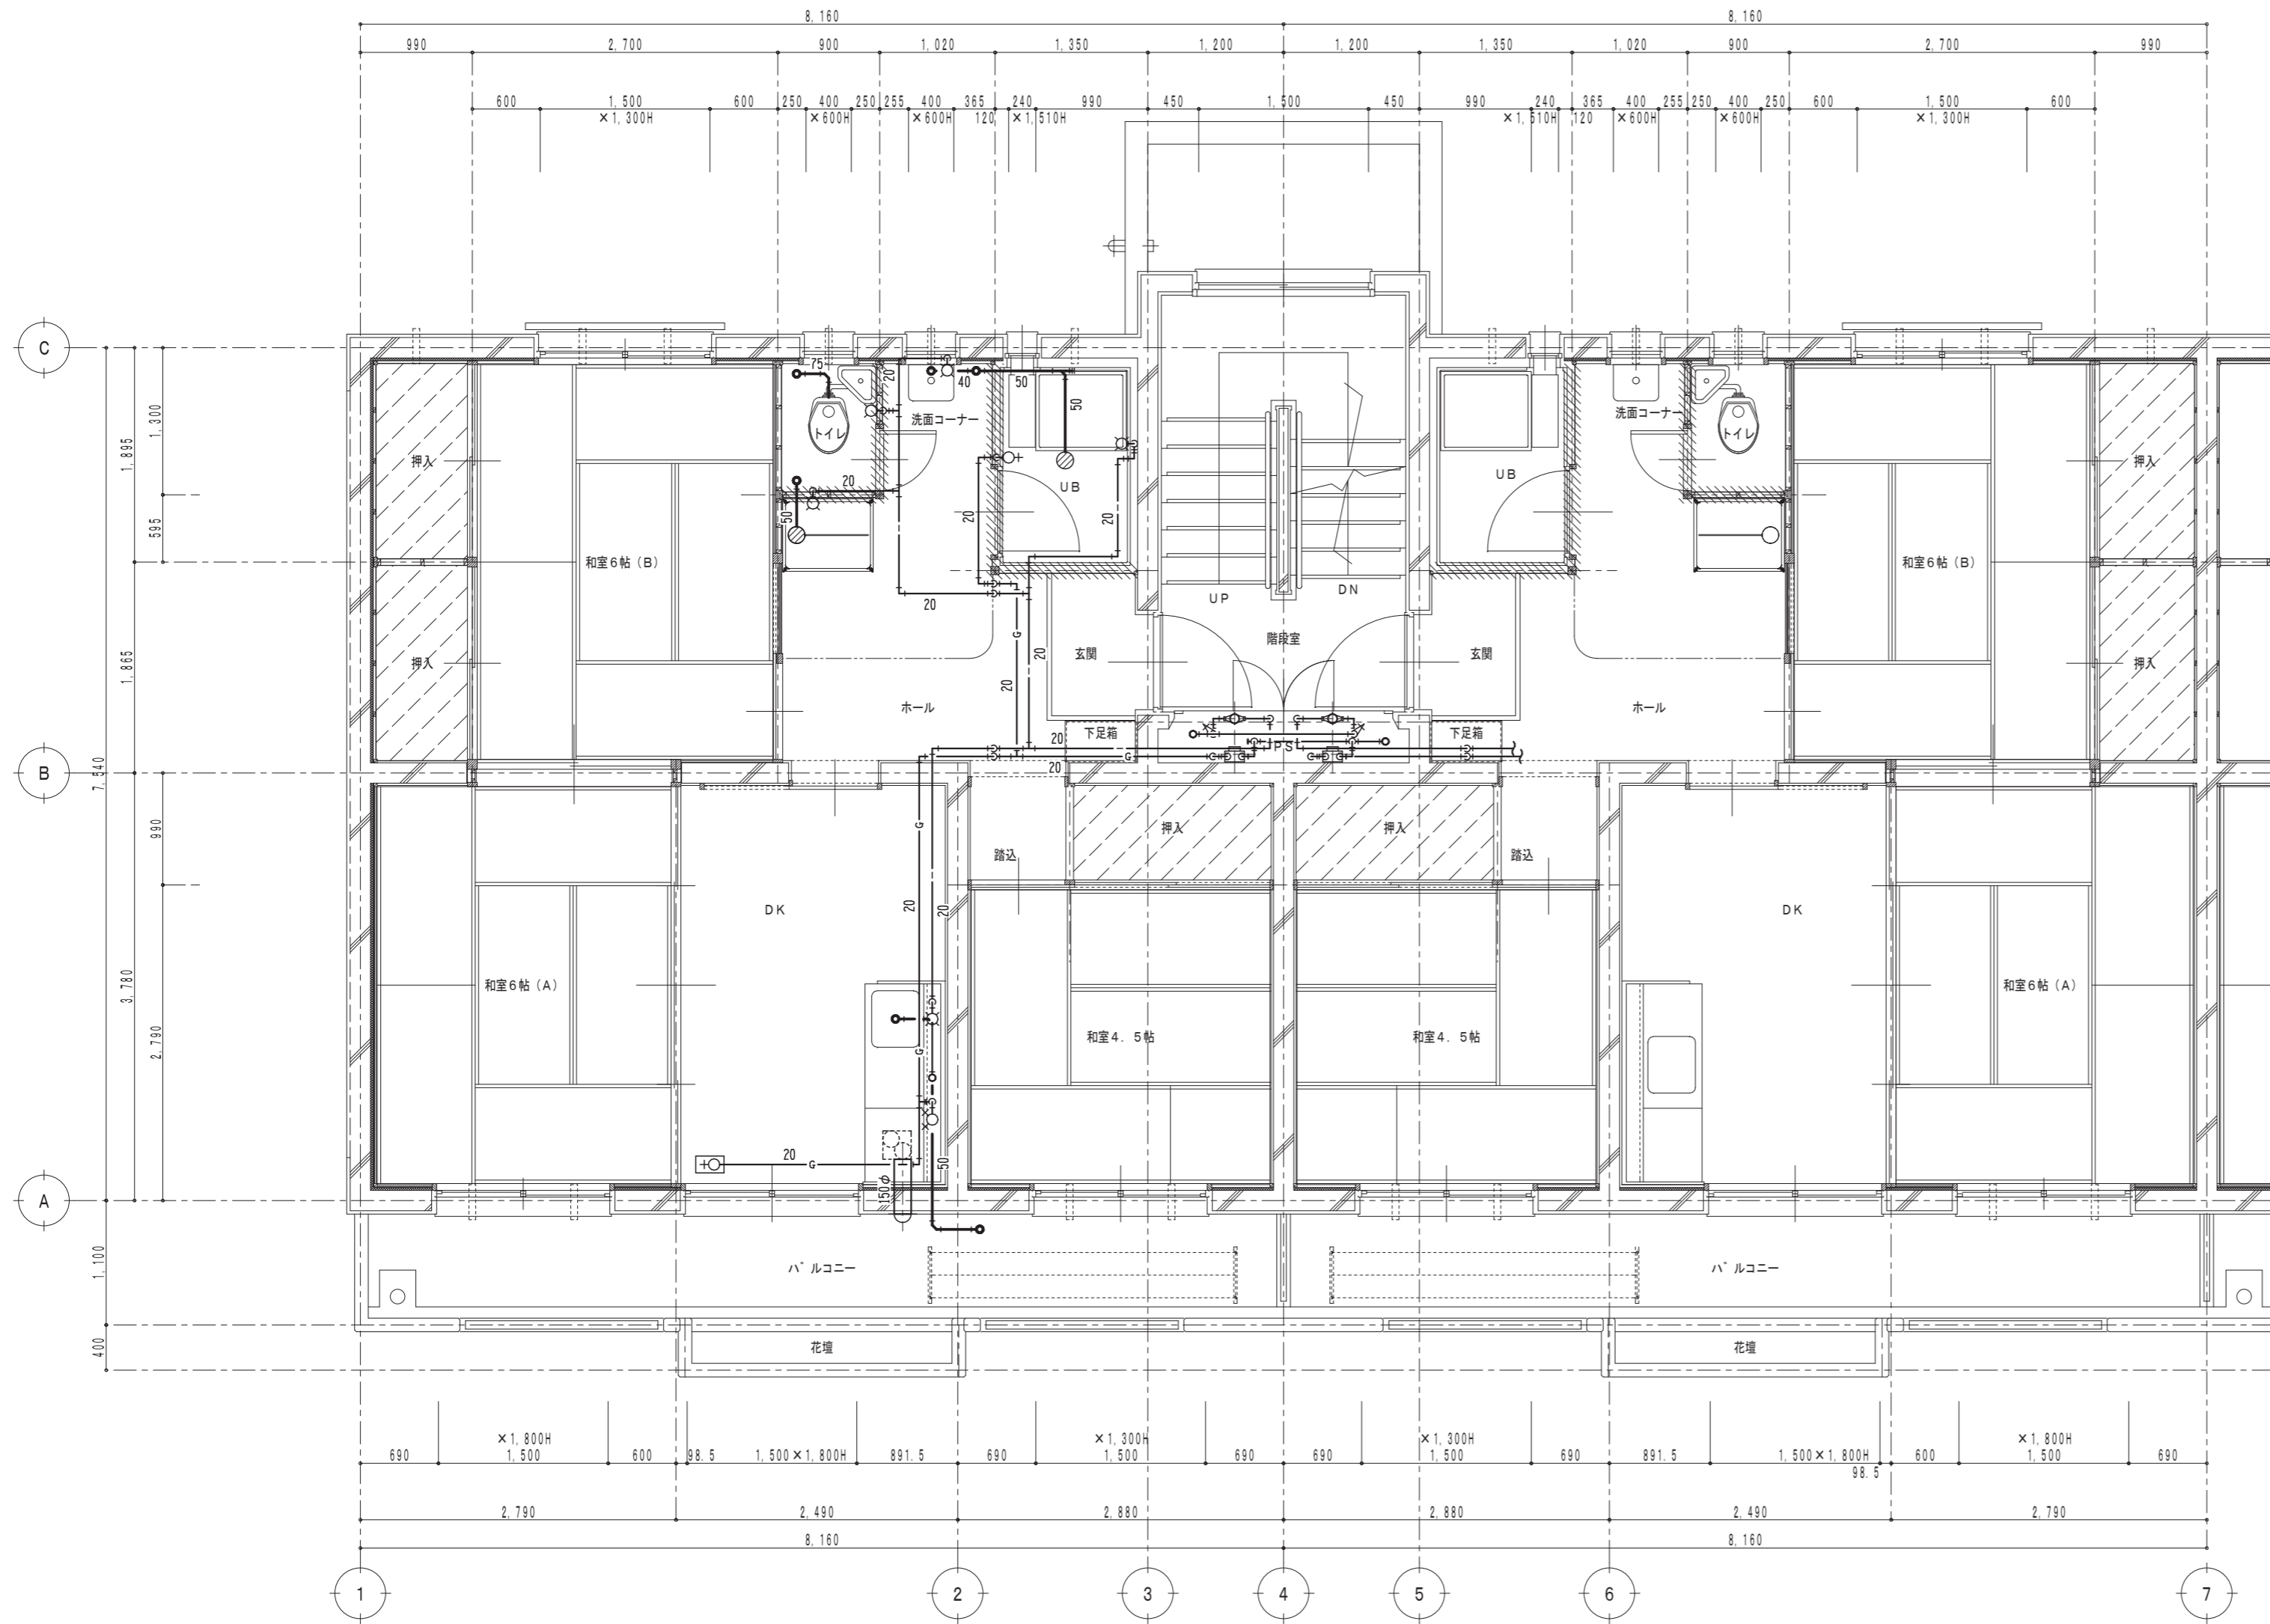 8,160 8,160
990 2,700 900 1,020 1,350 1,200 1,200 1,350 1,020 900 2,700 990
600 1,500 600 250 400 250 255 400 365 240 990 450 1,500 450 990 240 365 400 255 250 400 250 600 1,500 600
×1,300H ×600H ×600H 120 ×1,510H ×1,510H 120 ×600H ×600H ×1,300H
C
75 20 40 50
1,300
1,895
50
洗面コーナー 洗面コーナー
トイレ トイレ
押入 押入
20
UB UB
50 20 20
595
和室6帖(B) 和室6帖(B)
UP DN
20
G
階段室
20
玄関 玄関
押入 押入
1,865
20
ホール ホール
下足箱 下足箱
20
PS
G
B
20
7,540
G
990
押入 押入
踏込 踏込
DK DK
20 20
和室6帖(A) 和室6帖(A)
3,780
2,790
和室4.5帖 和室4.5帖
G
20 G
50
150φ
A
1,100
バルコニー バルコニー
400
花壇 花壇
×1,800H ×1,300H ×1,300H ×1,800H
690 1,500 600 98.5 1,500×1,800H 891.5 690 1,500 690 690 1,500 690 891.5 1,500×1,800H 600 1,500 690
98.5
2,790 2,490 2,880 2,880 2,490 2,790
8,160 8,160
1 2 3 4 5 6 7